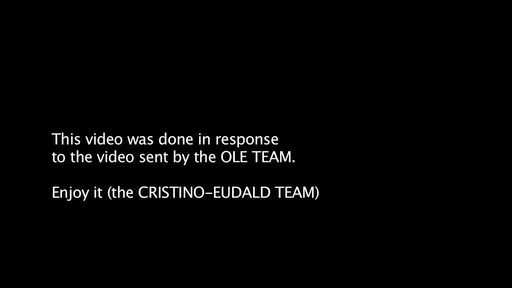 This video was done in response
to the video sent by the OLE TEAM.
Enjoy it (the CRISTINO-EUDALD TEAM)